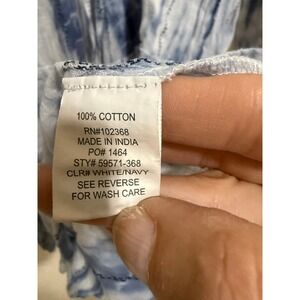 100% COTTON
RN#102368
MADE IN INDIA
PO# 1464
STY# 59571-368
CLR# WHITE/NAVY
SEE REVERSE
FOR WASH CARE